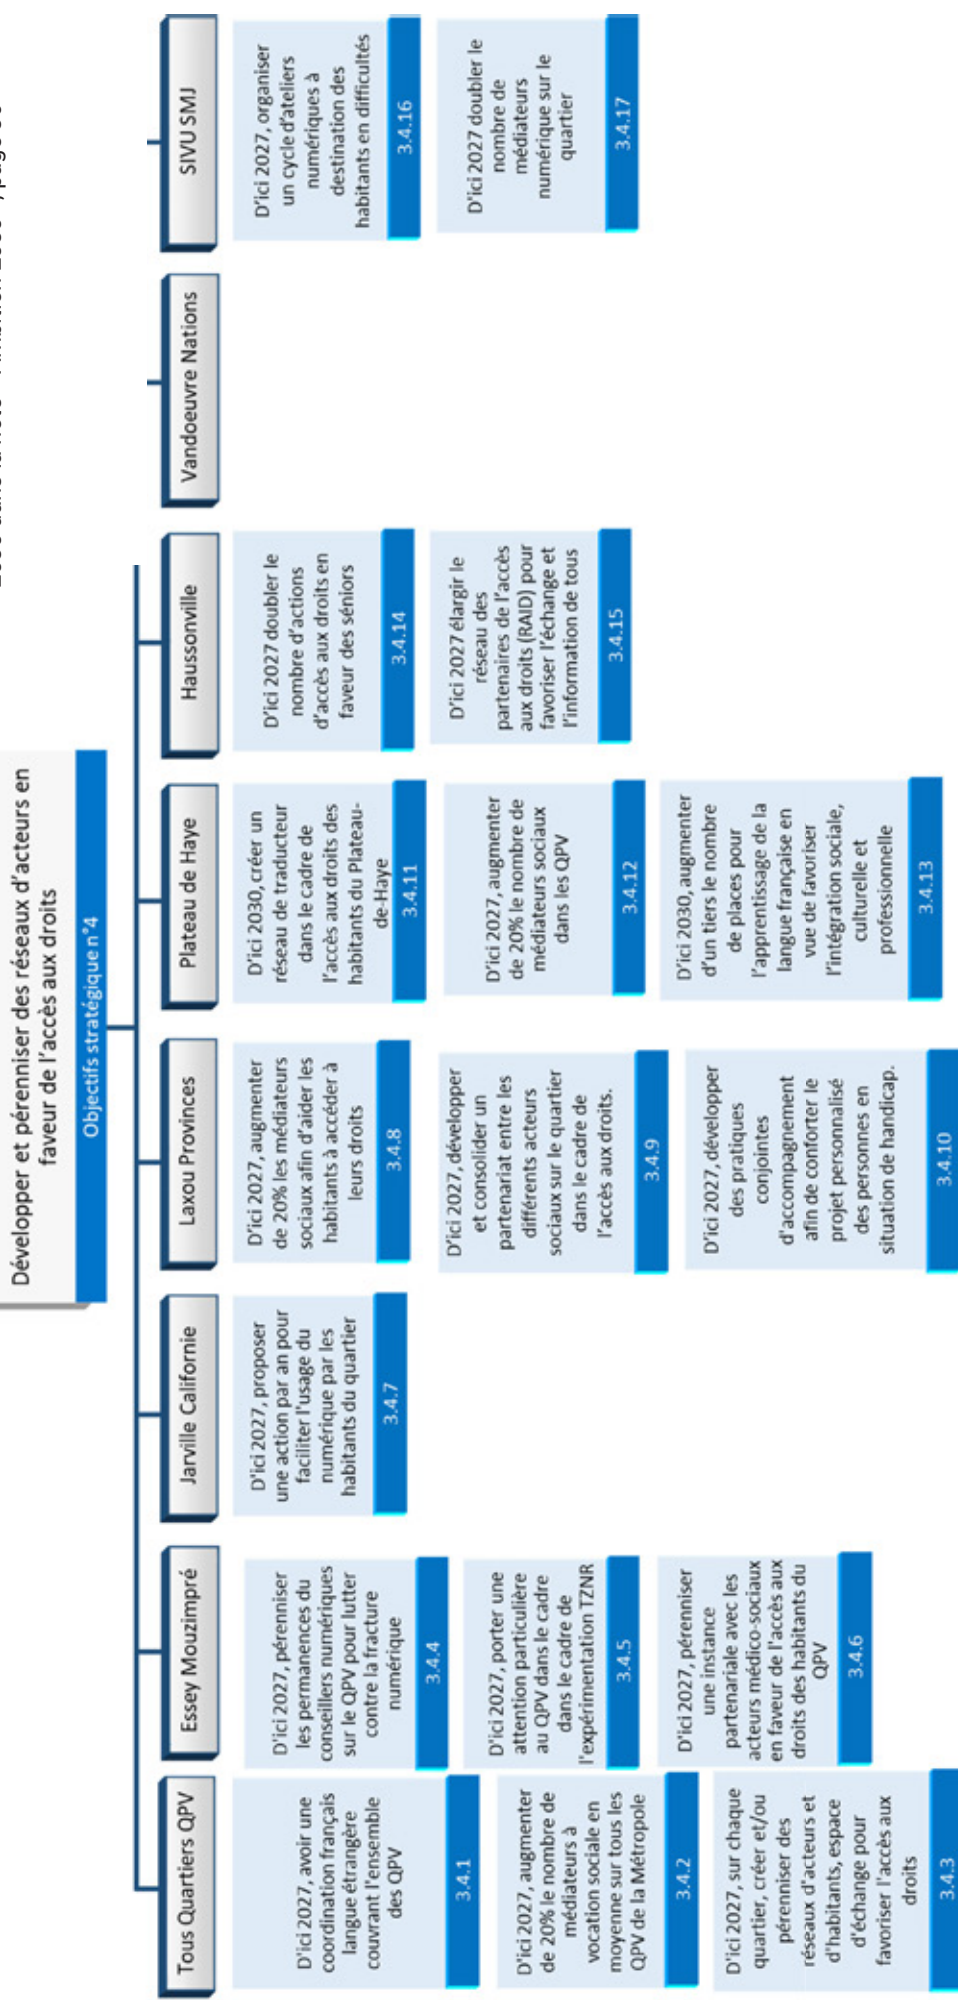 Développer et pérenniser des réseaux d'acteurs en
faveur de l'accès aux droits
Objectifs stratégique n°4
Tous Quartiers QPV
D'ici 2027, avoir une
coordination français
langue étrangère
couvrant l'ensemble
des QPV
3.4.1
D'ici 2027, augmenter
de 20% le nombre de
médiateurs à
vocation sociale en
moyenne sur tous les
QPV de la Métropole
3.4.2
D'ici 2027, sur chaque
quartier, créer et/ou
pérenniser des
réseaux d'acteurs et
d'habitants, espace
d'échange pour
favoriser l'accès aux
droits
3.4.3
Essey Mouzimpré
D'ici 2027, pérenniser
les permanences du
conseillers numériques
sur le QPV pour lutter
contre la fracture
numérique
3.4.4
D'ici 2027, porter une
attention particulière
au QPV dans le cadre
dans le cadre de
l'expérimentation TZNR
3.4.5
D'ici 2027, pérenniser
une instance
partenariale avec les
acteurs médico-sociaux
en faveur de l'accès aux
droits des habitants du
QPV
3.4.6
Jarville Californie
D'ici 2027, proposer
une action par an pour
faciliter l'usage du
numérique par les
habitants du quartier
3.4.7
Laxou Provinces
D'ici 2027, augmenter
de 20% les médiateurs
sociaux afin d'aider les
habitants à accéder à
leurs droits
3.4.8
D'ici 2027, développer
et consolider un
partenariat entre les
différents acteurs
sociaux sur le quartier
dans le cadre de
l'accès aux droits.
3.4.9
D'ici 2027, développer
des pratiques
conjointes
d'accompagnement
afin de conforter le
projet personnalisé
des personnes en
situation de handicap.
3.4.10
Plateau de Haye
D'ici 2030, créer un
réseau de traducteur
dans le cadre de
l'accès aux droits des
habitants du Plateau-
de-Haye
3.4.11
D'ici 2027, augmenter
de 20% le nombre de
médiateurs sociaux
dans les QPV
3.4.12
D'ici 2030, augmenter
d'un tiers le nombre
de places pour
l'apprentissage de la
langue française en
vue de favoriser
l'intégration sociale,
culturelle et
professionnelle
3.4.13
Haussonville
D'ici 2027 doubler le
nombre d'actions
d'accès aux droits en
faveur des séniors
3.4.14
D'ici 2027 élargir le
réseau des
partenaires de l'accès
aux droits (RAID) pour
favoriser l'échange et
l'information de tous
3.4.15
Vandoeuvre Nations
SIVU SMJ
D'ici 2027, organiser
un cycle d'ateliers
numériques à
destination des
habitants en difficultés
3.4.16
D'ici 2027 doubler le
nombre de
médiateurs
numérique sur le
quartier
3.4.17